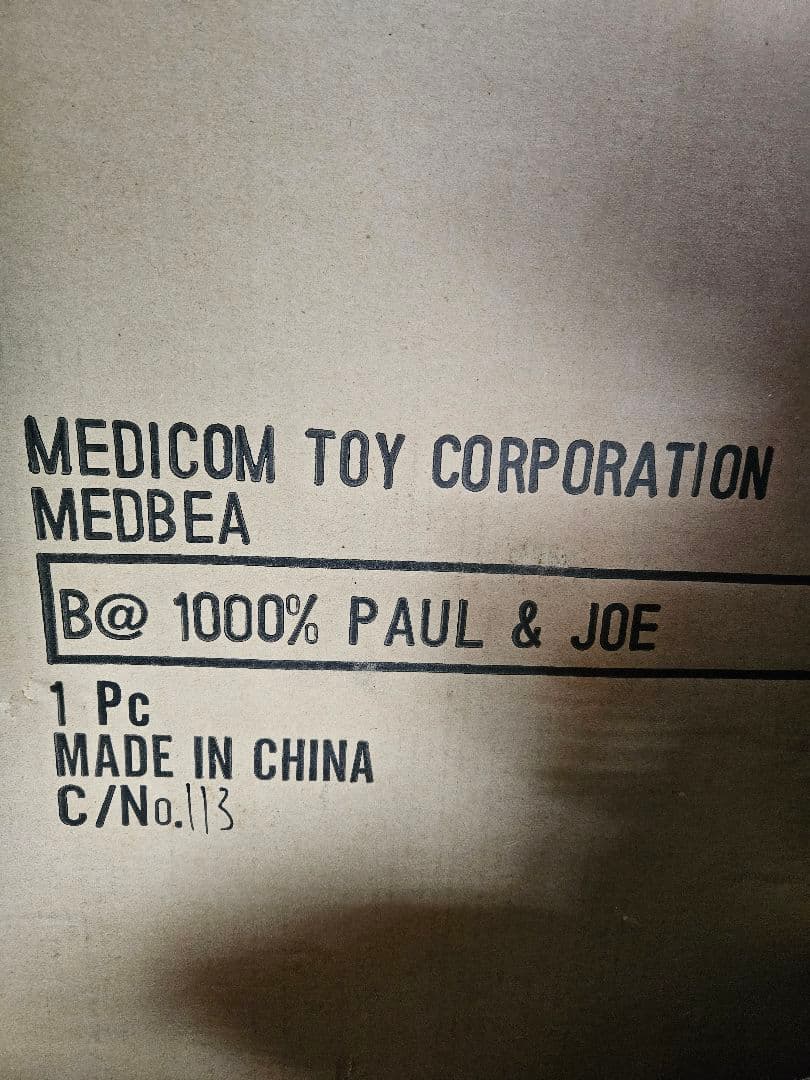 MEDICOM TOY CORPORATION
MEDBEA
B@ 1000% PAUL & JOE
1 Pc
MADE IN CHINA
C/No.113